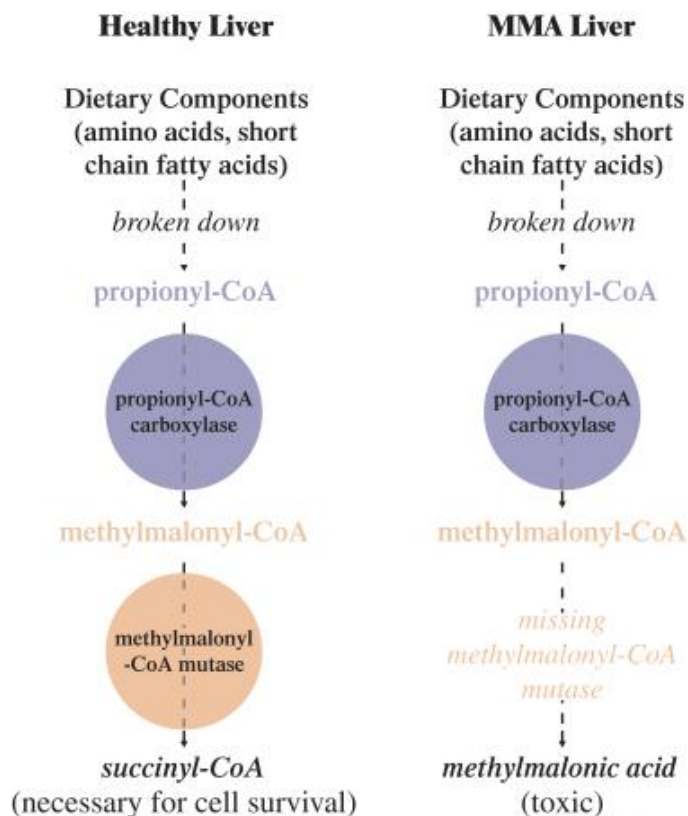 Healthy Liver
Dietary Components
(amino acids, short
chain fatty acids)
broken down
propionyl-CoA
propionyl-CoA
carboxylase
methylmalonyl-CoA
methylmalonyl
-CoA mutase
succinyl-CoA
(necessary for cell survival)
MMA Liver
Dietary Components
(amino acids, short
chain fatty acids)
broken down
propionyl-CoA
propionyl-CoA
carboxylase
methylmalonyl-CoA
missing
methylmalonyl-CoA
mutase
methylmalonic acid
(toxic)